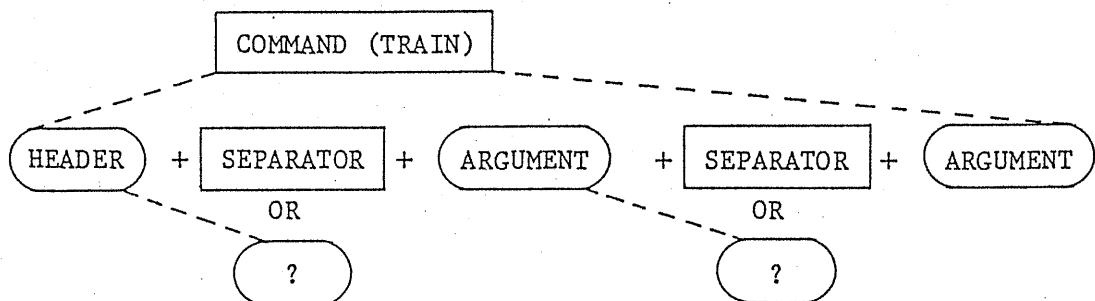 COMMAND (TRAIN)
HEADER + SEPARATOR + ARGUMENT + SEPARATOR + ARGUMENT
OR OR
? ?